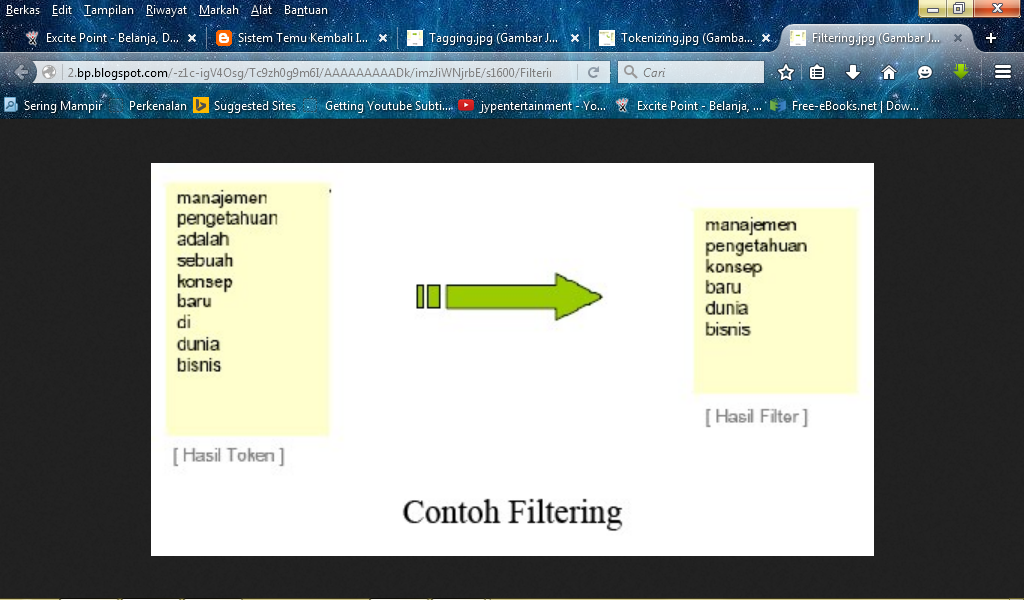 Berkas Edit Tampilan Riwayat Markah Alat Bantuan
Excite Point - Belanja, D... Sistem Temu Kembali I... Tagging.jpg (Gambar J... Tokenizing.jpg (Gamba... Filtering.jpg (Gambar J...
2.bp.blogspot.com/-z1c-igV4Osg/Tc9zh0g9m6I/AAAAAAAAADk/imzJiWNjrbE/s1600/Filterin Cari
Sering Mampir Perkenalan Suggested Sites Getting Youtube Subti... jypentertainment - Yo... Excite Point - Belanja, ... Free-eBooks.net | Dow...
manajemen
pengetahuan
adalah
sebuah
konsep
baru
di
dunia
bisnis
[ Hasil Token ]
manajemen
pengetahuan
konsep
baru
dunia
bisnis
[ Hasil Filter ]
Contoh Filtering